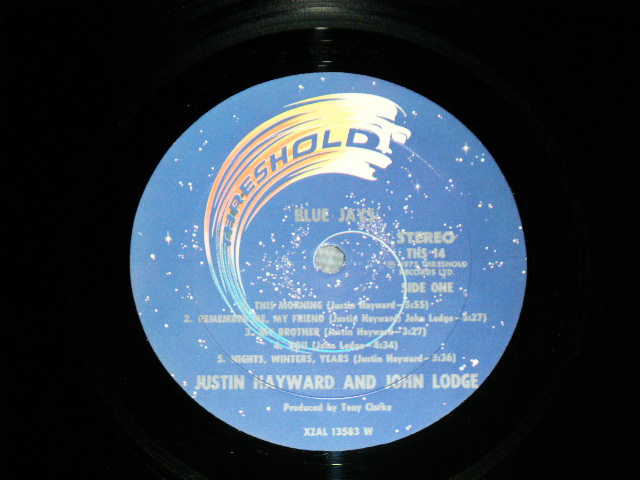 THRESHOLD
BLUE JAYS
STEREO
THS 14
℗ 1975 THRESHOLD
RECORDS LTD.
SIDE ONE
THIS MORNING (Justin Hayward—5:55)
2. REMEMBER ME, MY FRIEND (Justin Hayward/John Lodge—5:27)
3. MY BROTHER (Justin Hayward—3:27)
4. YOU (John Lodge—4:34)
5. NIGHTS, WINTERS, YEARS (Justin Hayward—3:36)
JUSTIN HAYWARD AND JOHN LODGE
Produced by Tony Clarke
XZAL 13583 W